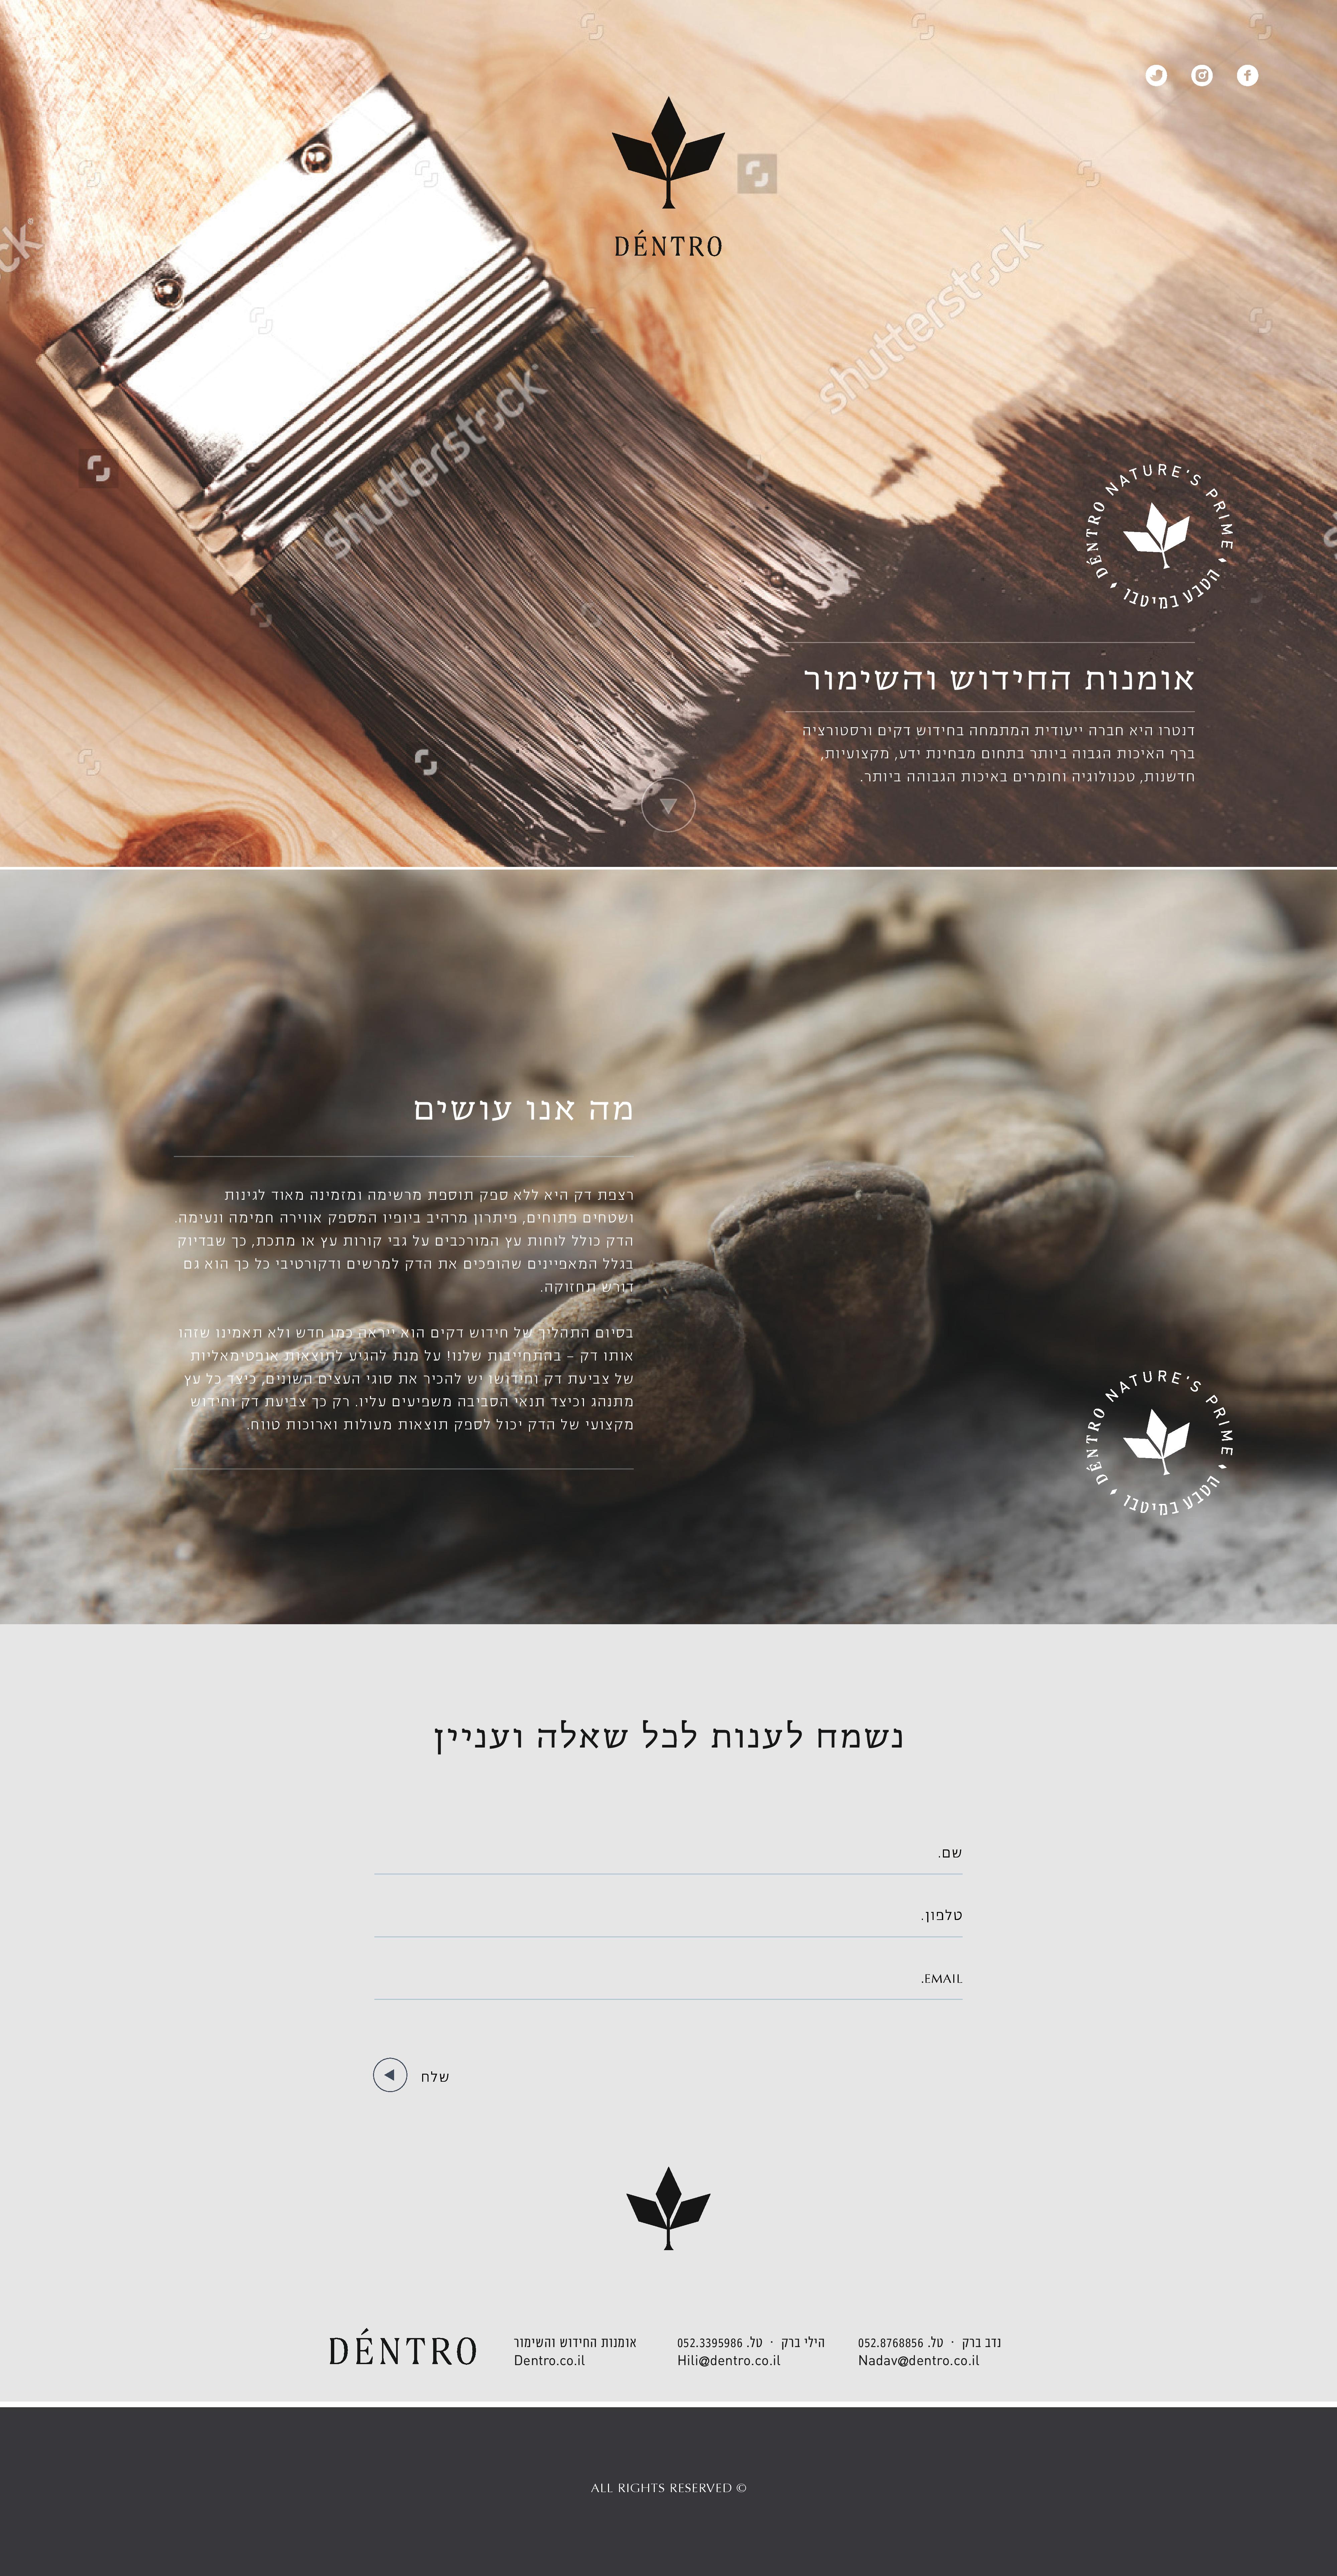 DÉNTRO
shutterstock
shutterstock
DÉNTRO NATURE'S PRIME
הטבע במיטבו
אומנות החידוש והשימור
דנטרו היא חברה ייעודית המתמחה בחידוש דקים ורסטורציה
ברף האיכות הגבוה ביותר בתחום מבחינת ידע, מקצועיות,
חדשנות, טכנולוגיה וחומרים באיכות הגבוהה ביותר.
מה אנו עושים
רצפת דק היא ללא ספק תוספת מרשימה ומזמינה מאוד לגינות
ושטחים פתוחים, פיתרון מרהיב ביופיו המספק אווירה חמימה ונעימה.
הדק כולל לוחות עץ המורכבים על גבי קורות עץ או מתכת, כך שבדיוק
בגלל המאפיינים שהופכים את הדק למרשים ודקורטיבי כל כך הוא גם
דורש תחזוקה.
בסיום התהליך של חידוש דקים הוא ייראה כמו חדש ולא תאמינו שזהו
אותו דק – בהתחייבות שלנו! על מנת להגיע לתוצאות אופטימאליות
של צביעת דק וחידושו יש להכיר את סוגי העצים השונים, כיצד כל עץ
מתנהג וכיצד תנאי הסביבה משפיעים עליו. רק כך צביעת דק וחידוש
מקצועי של הדק יכול לספק תוצאות מעולות וארוכות טווח.
DÉNTRO NATURE'S PRIME
הטבע במיטבו
נשמח לענות לכל שאלה ועניין
שם.
טלפון.
EMAIL.
שלח
נדב ברק · טל. 052.8768856
Nadav@dentro.co.il
הילי ברק · טל. 052.3395986
Hili@dentro.co.il
אומנות החידוש והשימור
Dentro.co.il
DÉNTRO
ALL RIGHTS RESERVED ©